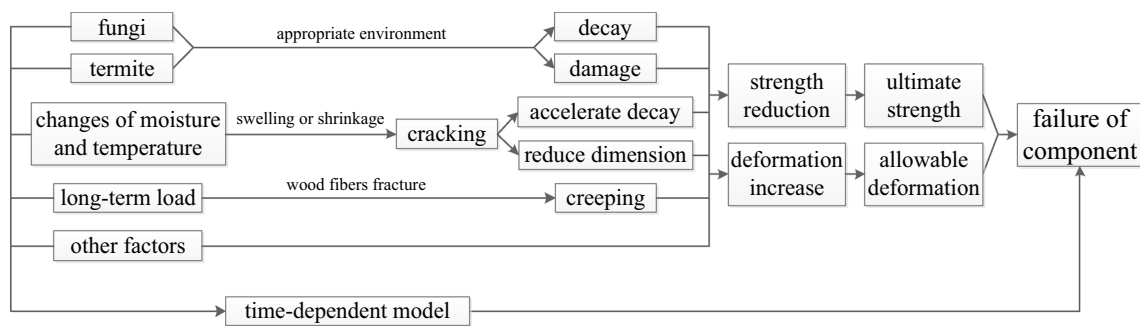 fungi
appropriate environment
decay
termite
damage
changes of moisture
and temperature
swelling or shrinkage
cracking
accelerate decay
reduce dimension
strength
reduction
ultimate
strength
deformation
increase
allowable
deformation
failure of
component
long-term load
wood fibers fracture
creeping
other factors
time-dependent model